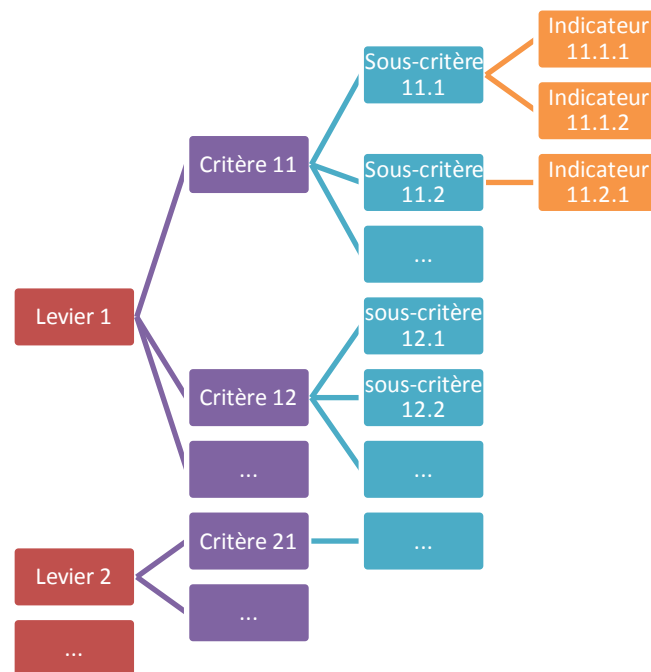 Levier 1
Critère 11
Sous-critère
11.1
Indicateur
11.1.1
Indicateur
11.1.2
Sous-critère
11.2
Indicateur
11.2.1
...
Critère 12
sous-critère
12.1
sous-critère
12.2
...
...
Levier 2
Critère 21
...
...
...